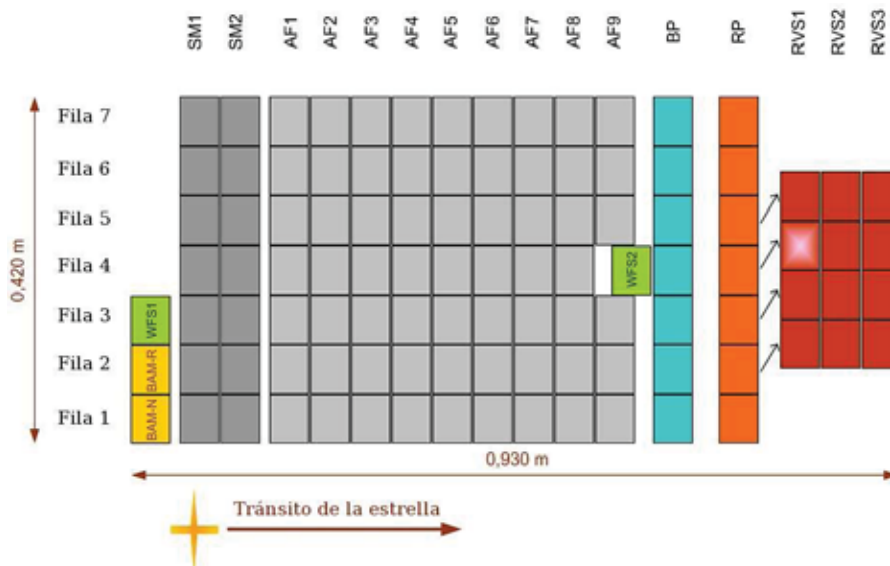 SM1
SM2
AF1
AF2
AF3
AF4
AF5
AF6
AF7
AF8
AF9
BP
RP
RVS1
RVS2
RVS3
Fila 7
Fila 6
Fila 5
Fila 4
Fila 3
Fila 2
Fila 1
0,420 m
WFS1
BAM-R
BAM-N
WFS2
0,930 m
Tránsito de la estrella